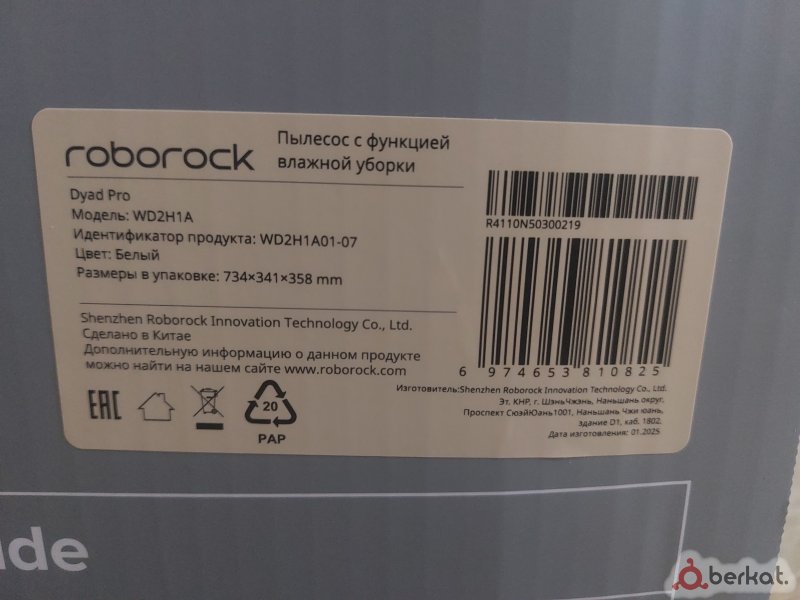 roborock
Пылесос с функцией
влажной уборки
Dyad Pro
Модель: WD2H1A
Идентификатор продукта: WD2H1A01-07
Цвет: Белый
Размеры в упаковке: 734×341×358 mm
R4110N50300219
6 974653 810825
Shenzhen Roborock Innovation Technology Co., Ltd.
Сделано в Китае
Дополнительную информацию о данном продукте
можно найти на нашем сайте www.roborock.com
EAC
20
PAP
Изготовитель:Shenzhen Roborock Innovation Technology Co., Ltd.
Эт, КНР, г. ШэньЧжэнь, Наньшань округ,
Проспект СюэйЮань1001, Наньшань Чжи юань,
здание D1, каб. 1802.
Дата изготовления: 01.2025
ide
berkat.